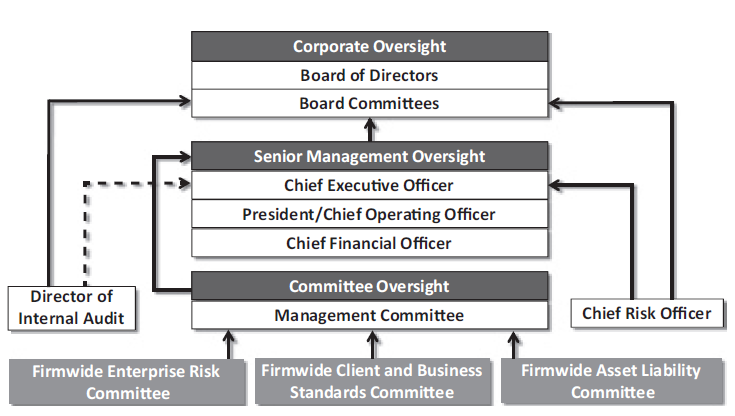 Corporate Oversight
Board of Directors
Board Committees
Senior Management Oversight
Chief Executive Officer
President/Chief Operating Officer
Chief Financial Officer
Committee Oversight
Management Committee
Director of
Internal Audit
Chief Risk Officer
Firmwide Enterprise Risk
Committee
Firmwide Client and Business
Standards Committee
Firmwide Asset Liability
Committee